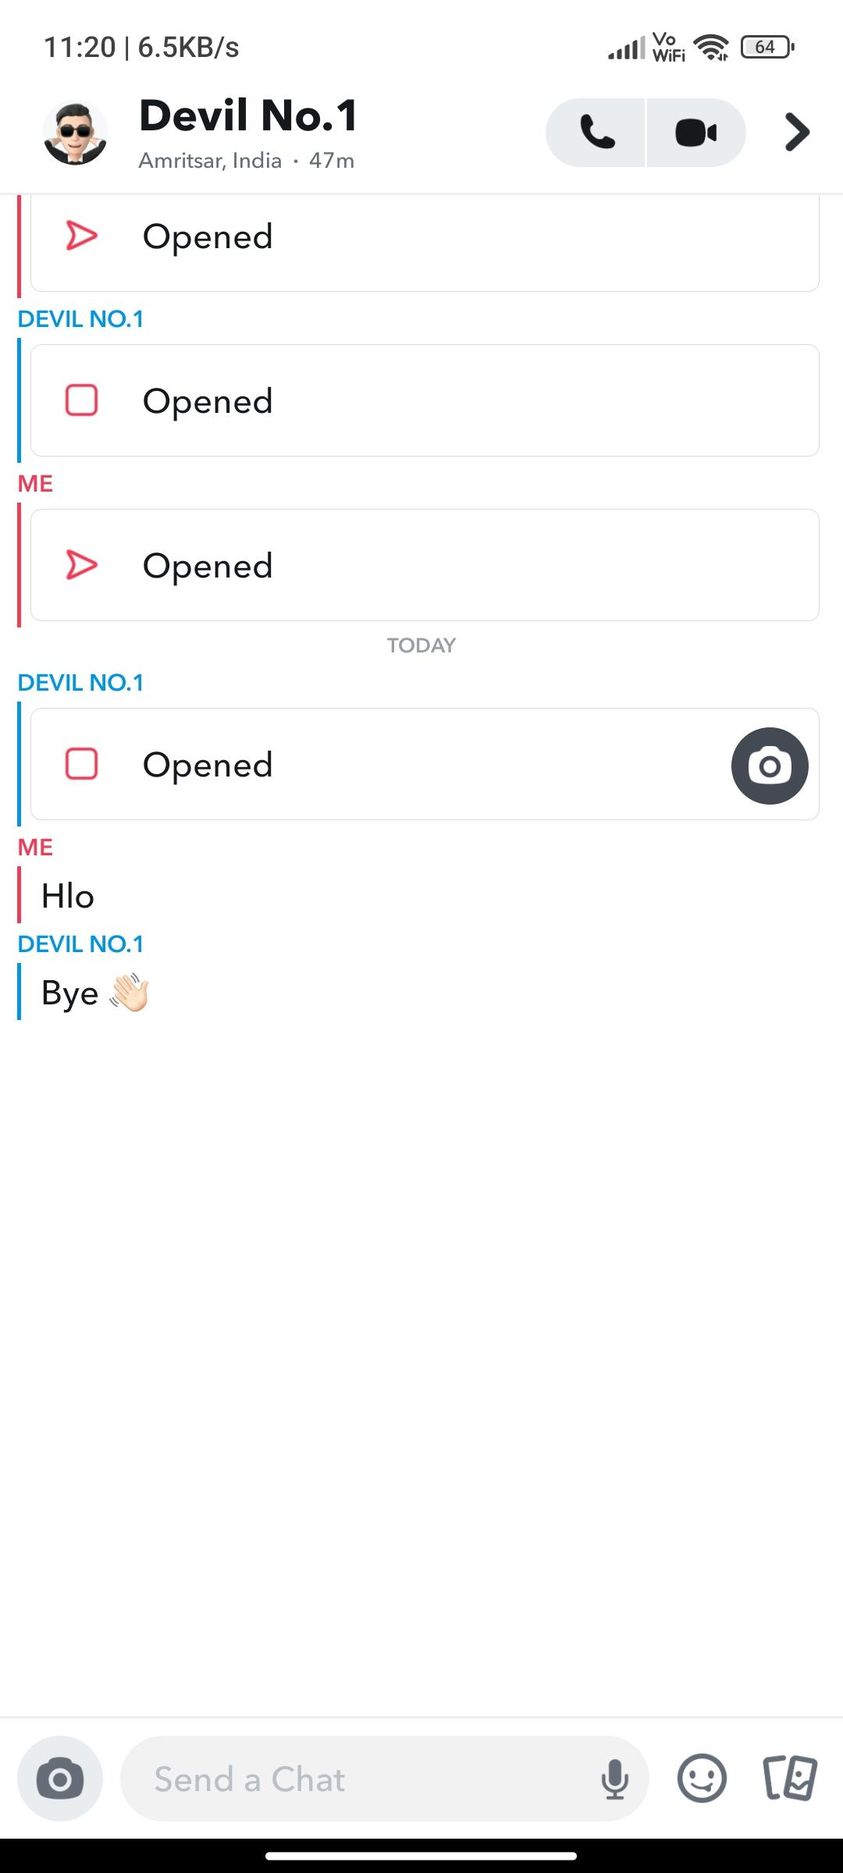 11:20 | 6.5KB/s
Vo
WiFi
64
Devil No.1
Amritsar, India · 47m
Opened
DEVIL NO.1
Opened
ME
Opened
TODAY
DEVIL NO.1
Opened
ME
Hlo
DEVIL NO.1
Bye 👋🏻
Send a Chat